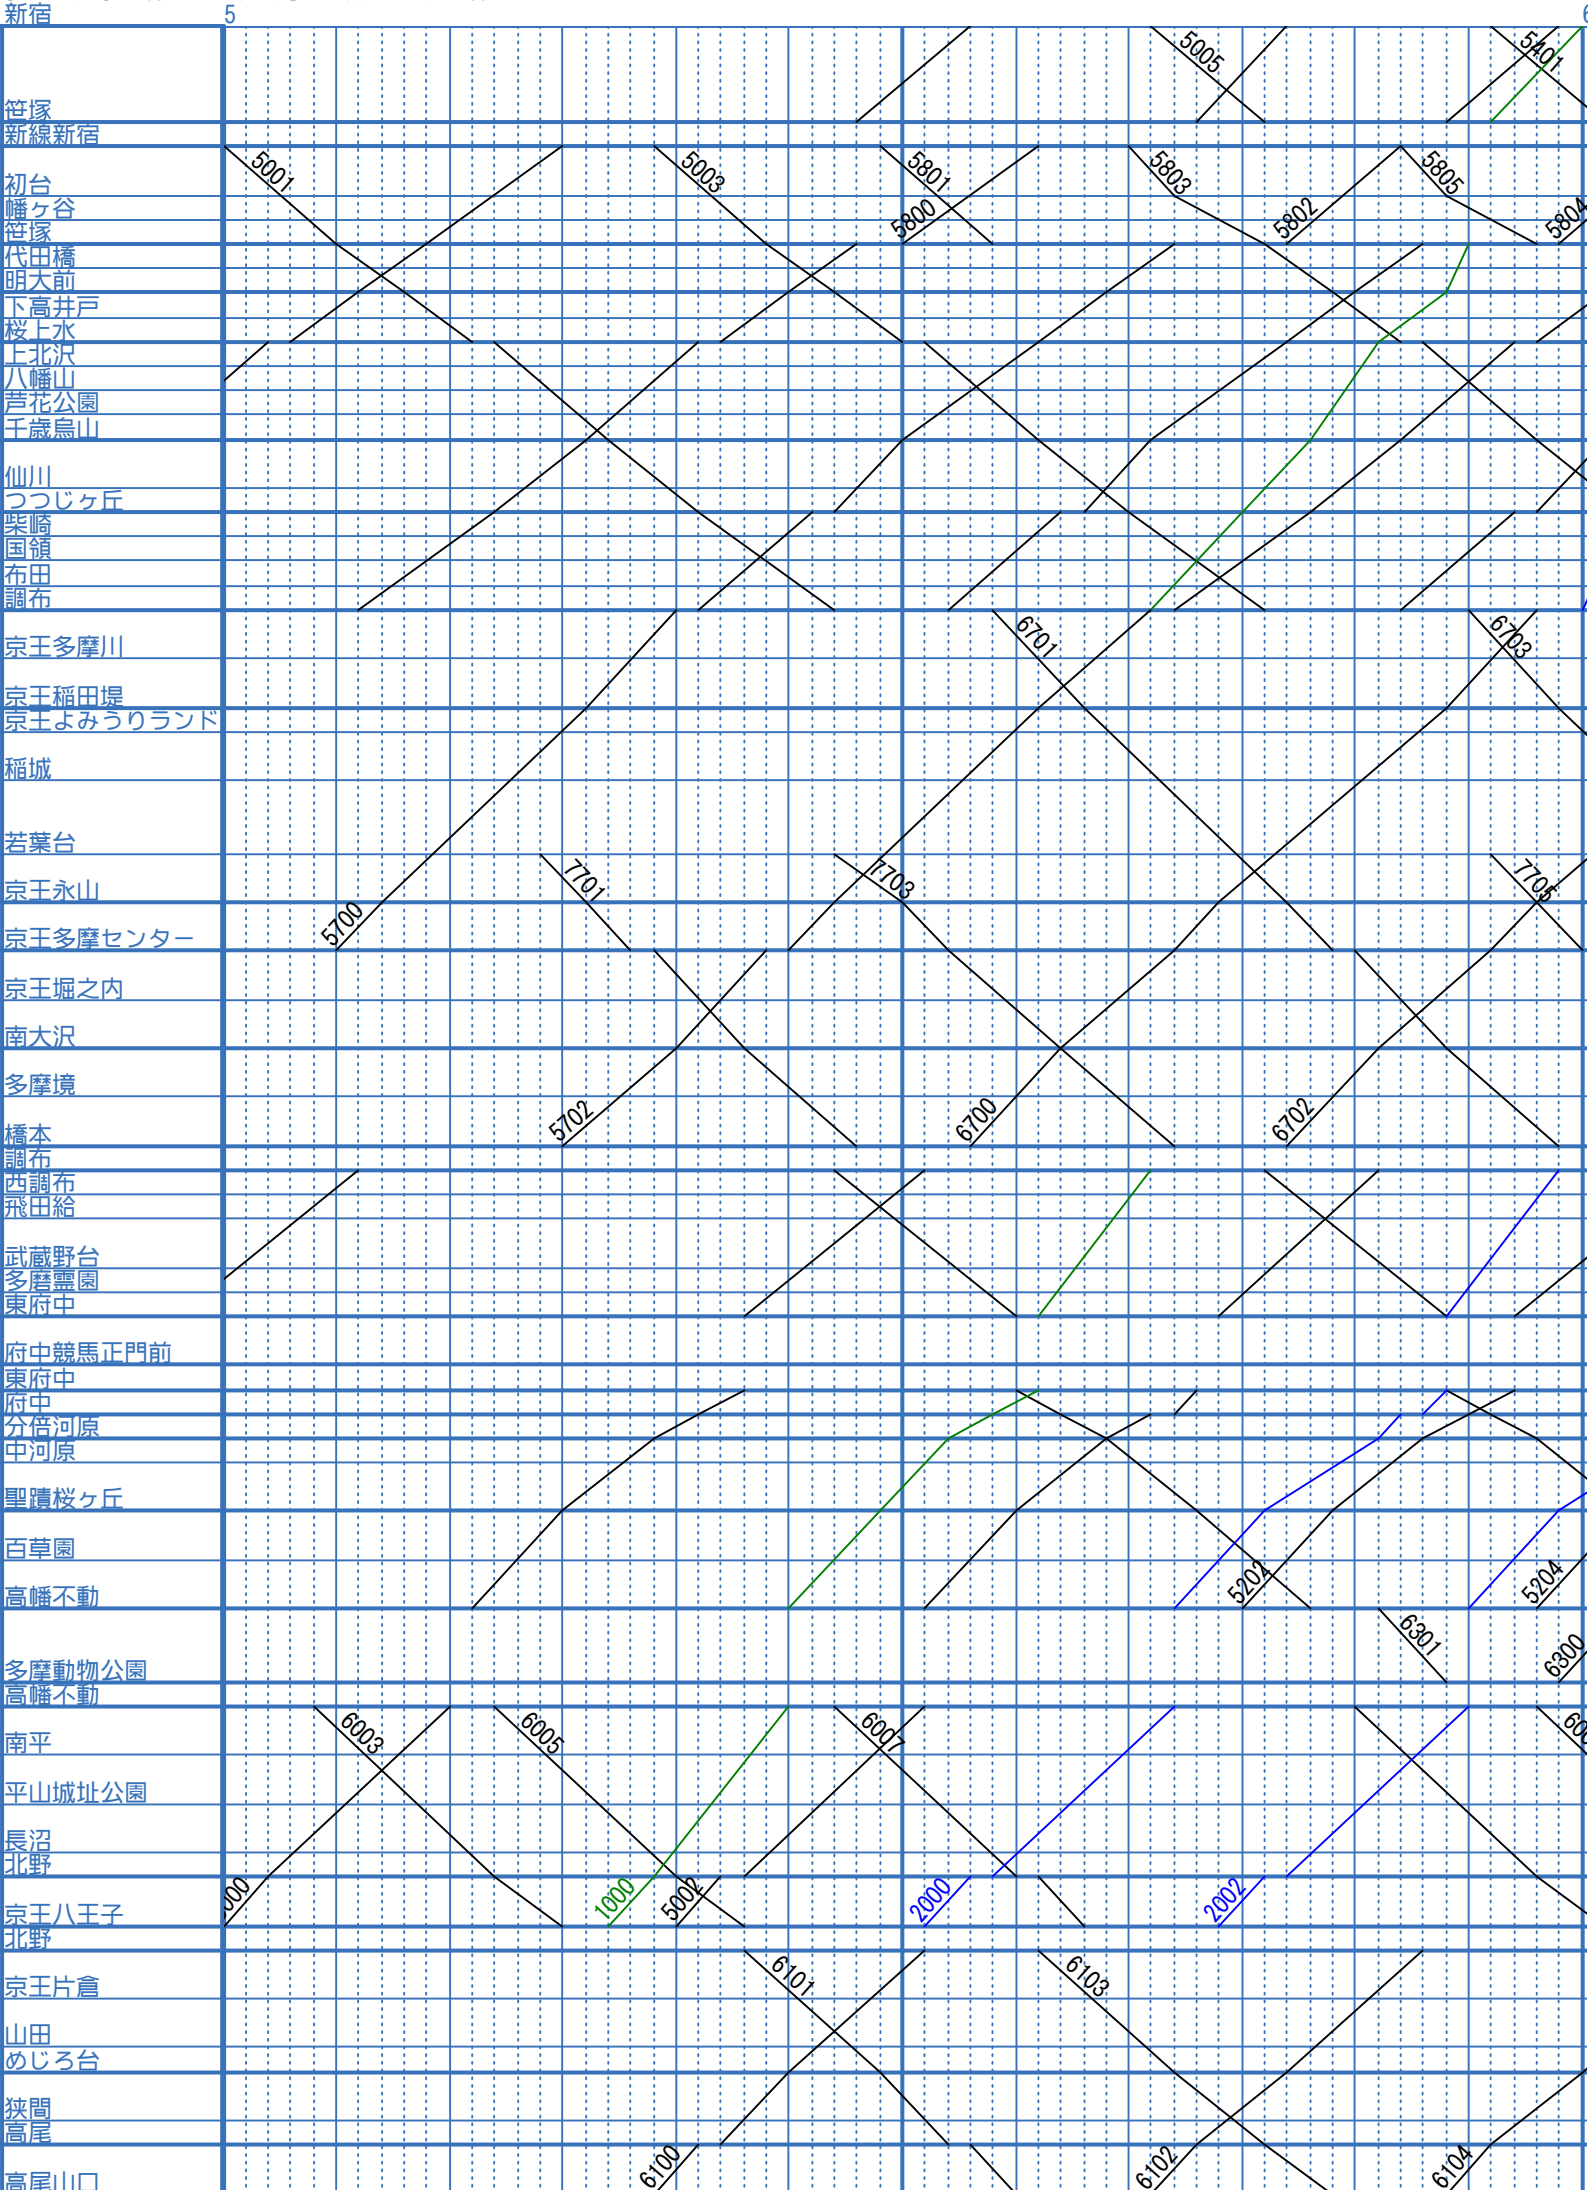 新宿 5
5005 5401
笹塚
新線新宿
5001 5003 5801 5803 5805
初台
幡ヶ谷
5800 5802 5804
笹塚
代田橋
明大前
下高井戸
桜上水
上北沢
八幡山
芦花公園
千歳烏山
仙川
つつじヶ丘
柴崎
国領
布田
調布
京王多摩川
6701 6703
京王稲田堤
京王よみうりランド
稲城
若葉台
京王永山
7701 7703 7705
5700
京王多摩センター
京王堀之内
南大沢
多摩境
5702 6700 6702
橋本
調布
西調布
飛田給
武蔵野台
多磨霊園
東府中
府中競馬正門前
東府中
府中
分倍河原
中河原
聖蹟桜ヶ丘
百草園
5202 5204
高幡不動
6301 6300
多摩動物公園
高幡不動
6003 6005 6007
南平
平山城址公園
長沼
北野
1000 5002 2000 2002
京王八王子
北野
京王片倉
6101 6103
山田
めじろ台
狭間
高尾
6100 6102 6104
高尾山口